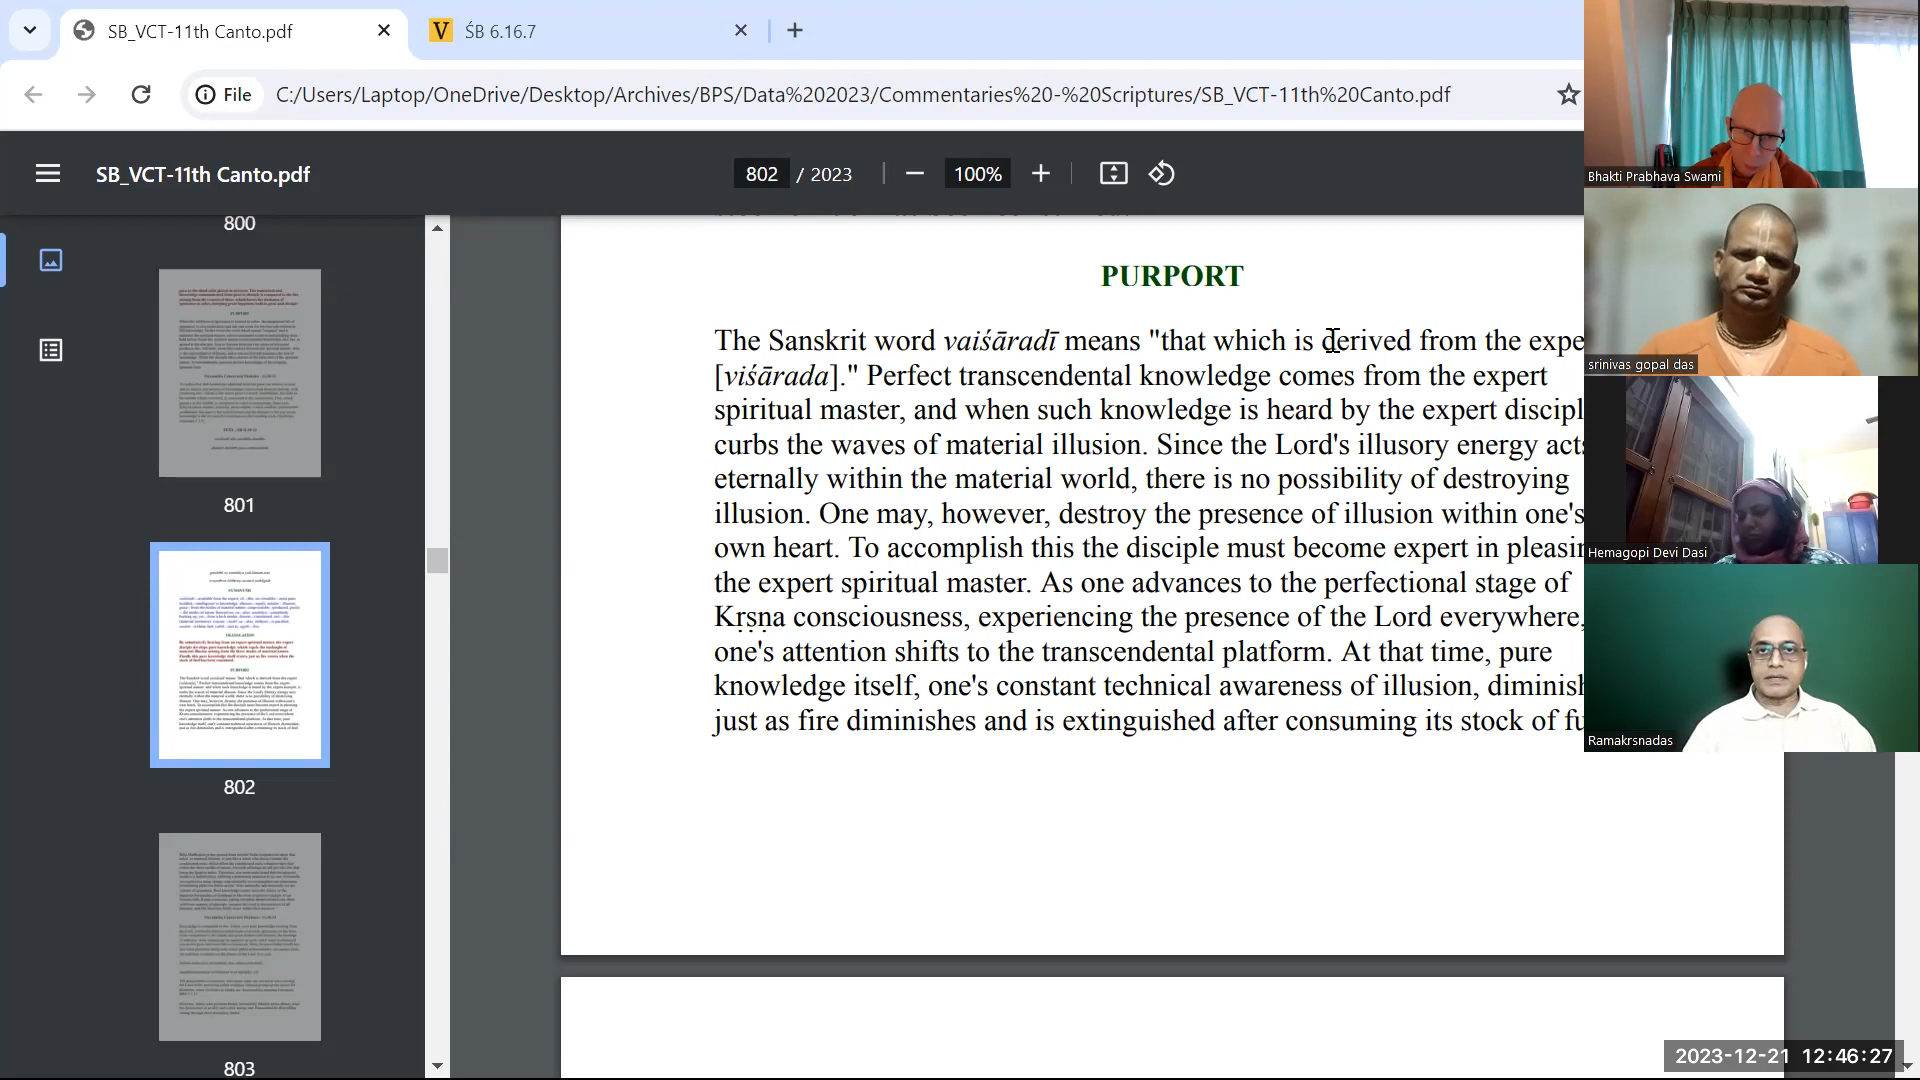 SB_VCT-11th Canto.pdf
ŚB 6.16.7
File
C:/Users/Laptop/OneDrive/Desktop/Archives/BPS/Data%202023/Commentaries%20-%20Scriptures/SB_VCT-11th%20Canto.pdf
SB_VCT-11th Canto.pdf
802 / 2023
100%
800
801
802
803
PURPORT
The Sanskrit word vaiśāradī means "that which is derived from the expe
[viśārada]." Perfect transcendental knowledge comes from the expert
spiritual master, and when such knowledge is heard by the expert discipl
curbs the waves of material illusion. Since the Lord's illusory energy acts
eternally within the material world, there is no possibility of destroying
illusion. One may, however, destroy the presence of illusion within one's
own heart. To accomplish this the disciple must become expert in pleasin
the expert spiritual master. As one advances to the perfectional stage of
Kṛṣṇa consciousness, experiencing the presence of the Lord everywhere,
one's attention shifts to the transcendental platform. At that time, pure
knowledge itself, one's constant technical awareness of illusion, diminish
just as fire diminishes and is extinguished after consuming its stock of fu
Bhakti Prabhava Swami
srinivas gopal das
Hemagopi Devi Dasi
Ramakrsnadas
2023-12-21 12:46:27